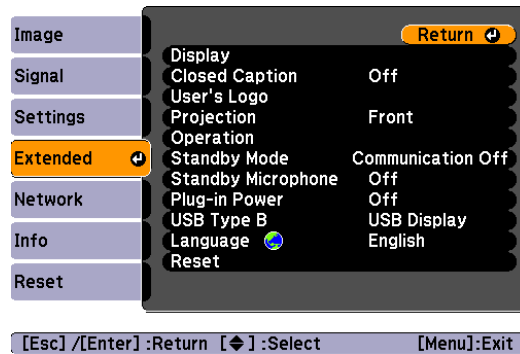 Image
Signal
Settings
Extended
Network
Info
Reset
Return
Display
Closed Caption Off
User's Logo
Projection Front
Operation
Standby Mode Communication Off
Standby Microphone Off
Plug-in Power Off
USB Type B USB Display
Language English
Reset
[Esc] /[Enter] :Return [◆] :Select [Menu]:Exit